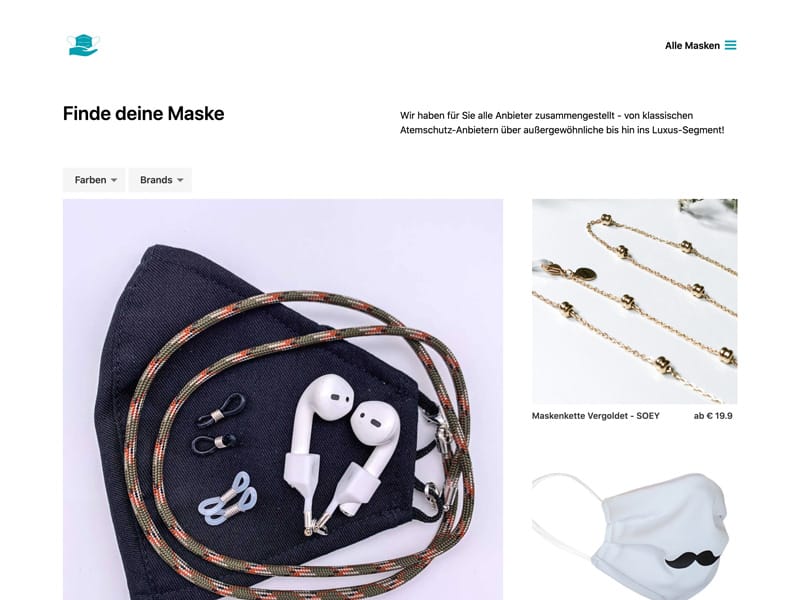 Alle Masken
Finde deine Maske
Wir haben für Sie alle Anbieter zusammengestellt - von klassischen
Atemschutz-Anbietern über außergewöhnliche bis hin ins Luxus-Segment!
Farben
Brands
Maskenkette Vergoldet - SOEY
ab € 19.9